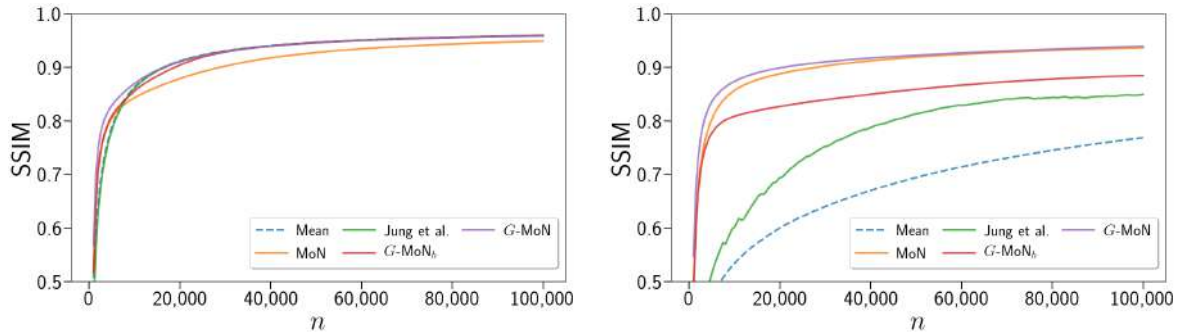 1.0
0.9
0.8
0.7
0.6
0.5
SSIM
Mean
MoN
Jung et al.
G-MoN_b
G-MoN
0
20,000
40,000
60,000
80,000
100,000
n
1.0
0.9
0.8
0.7
0.6
0.5
SSIM
Mean
MoN
Jung et al.
G-MoN_b
G-MoN
0
20,000
40,000
60,000
80,000
100,000
n